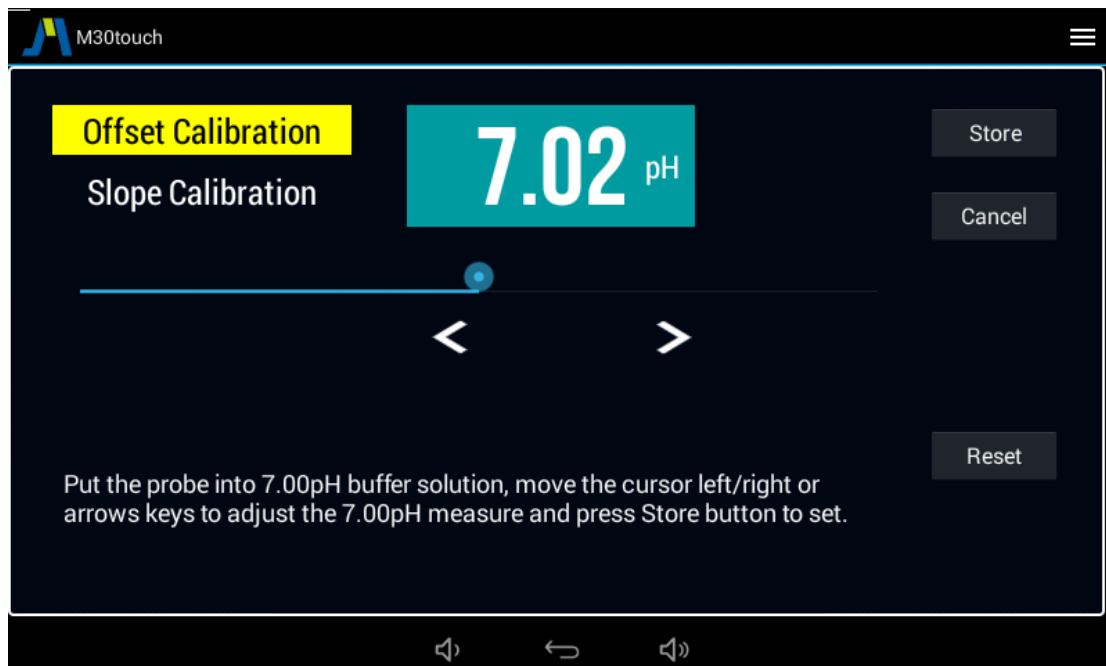 M30touch
Offset Calibration
Slope Calibration
7.02 pH
Store
Cancel
Reset
Put the probe into 7.00pH buffer solution, move the cursor left/right or
arrows keys to adjust the 7.00pH measure and press Store button to set.